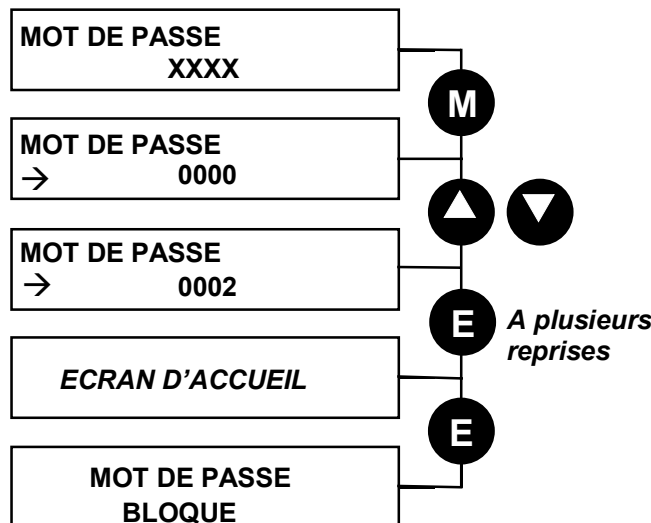 MOT DE PASSE
XXXX
M
MOT DE PASSE
→ 0000
MOT DE PASSE
→ 0002
E A plusieurs
reprises
ECRAN D'ACCUEIL
E
MOT DE PASSE
BLOQUE